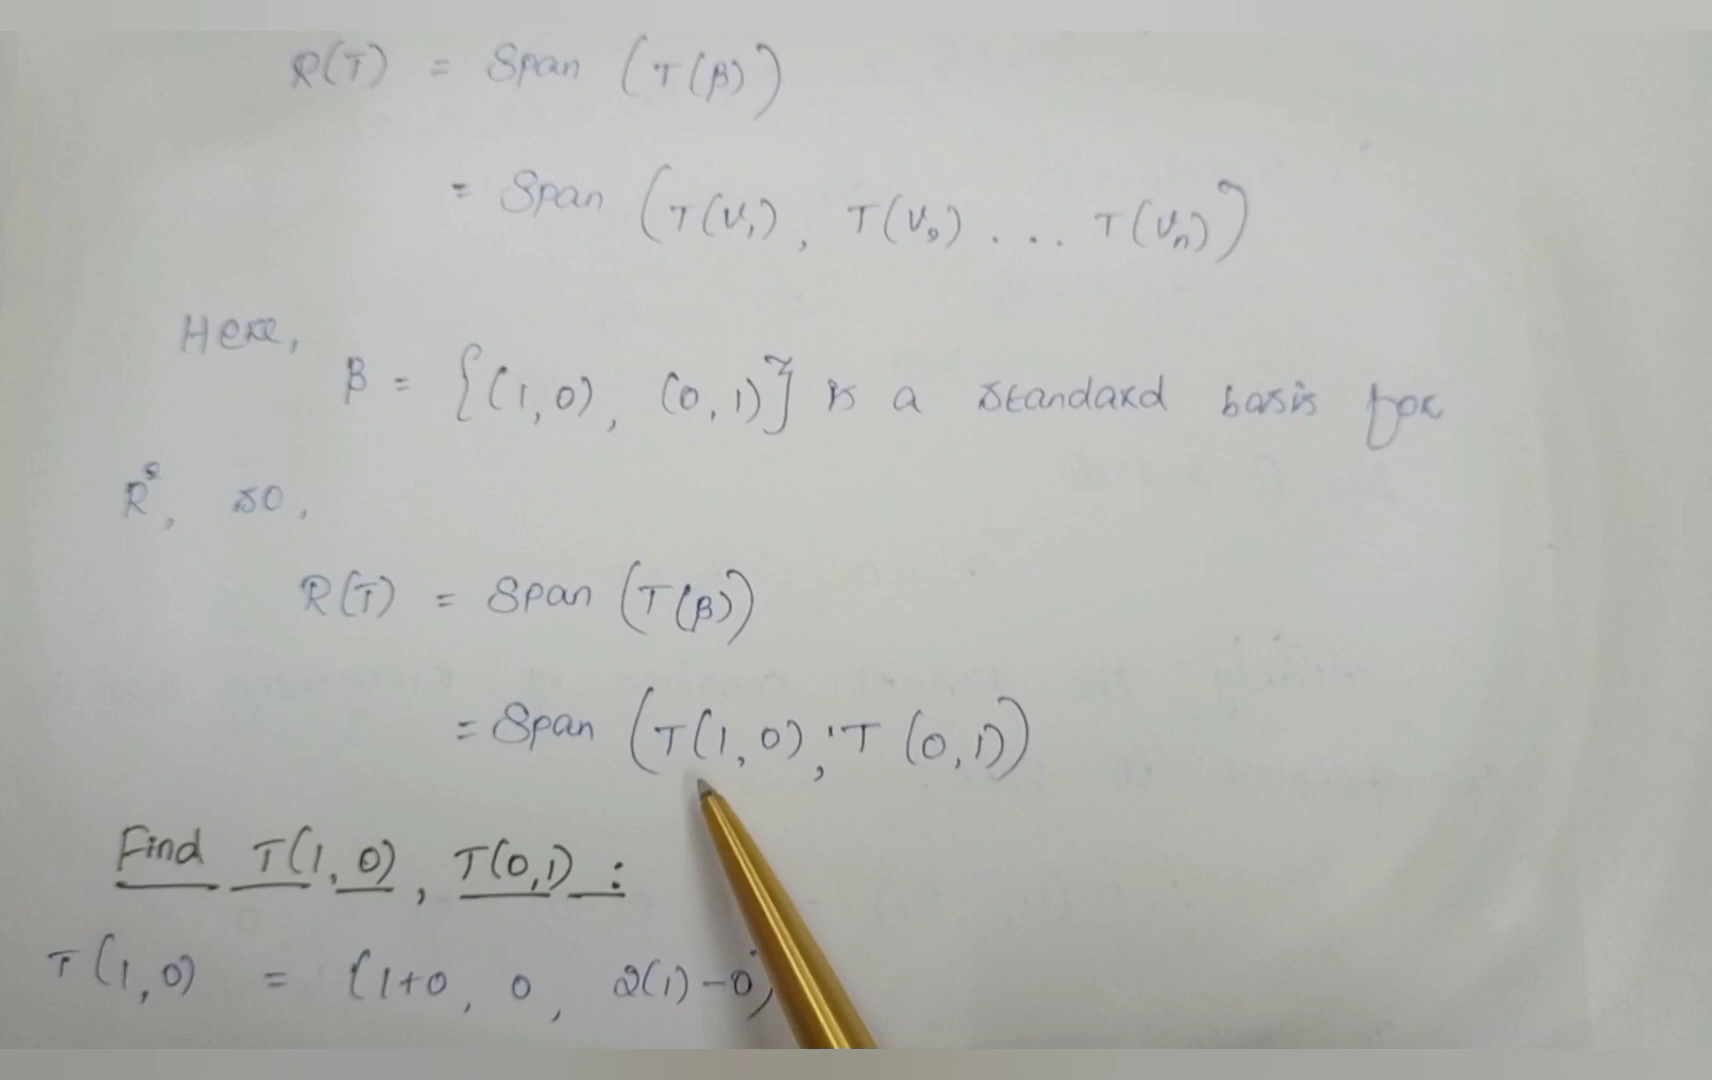 R(T) = Span (T(β))
= Span (T(V₁), T(V₂) ... T(Vₙ))
Here,
β = {(1,0), (0,1)} is a standard basis for
R², so,
R(T) = Span (T(β))
= Span (T(1,0), T(0,1))
Find T(1,0), T(0,1) :
T(1,0) = (1+0, 0, 2(1)-0)